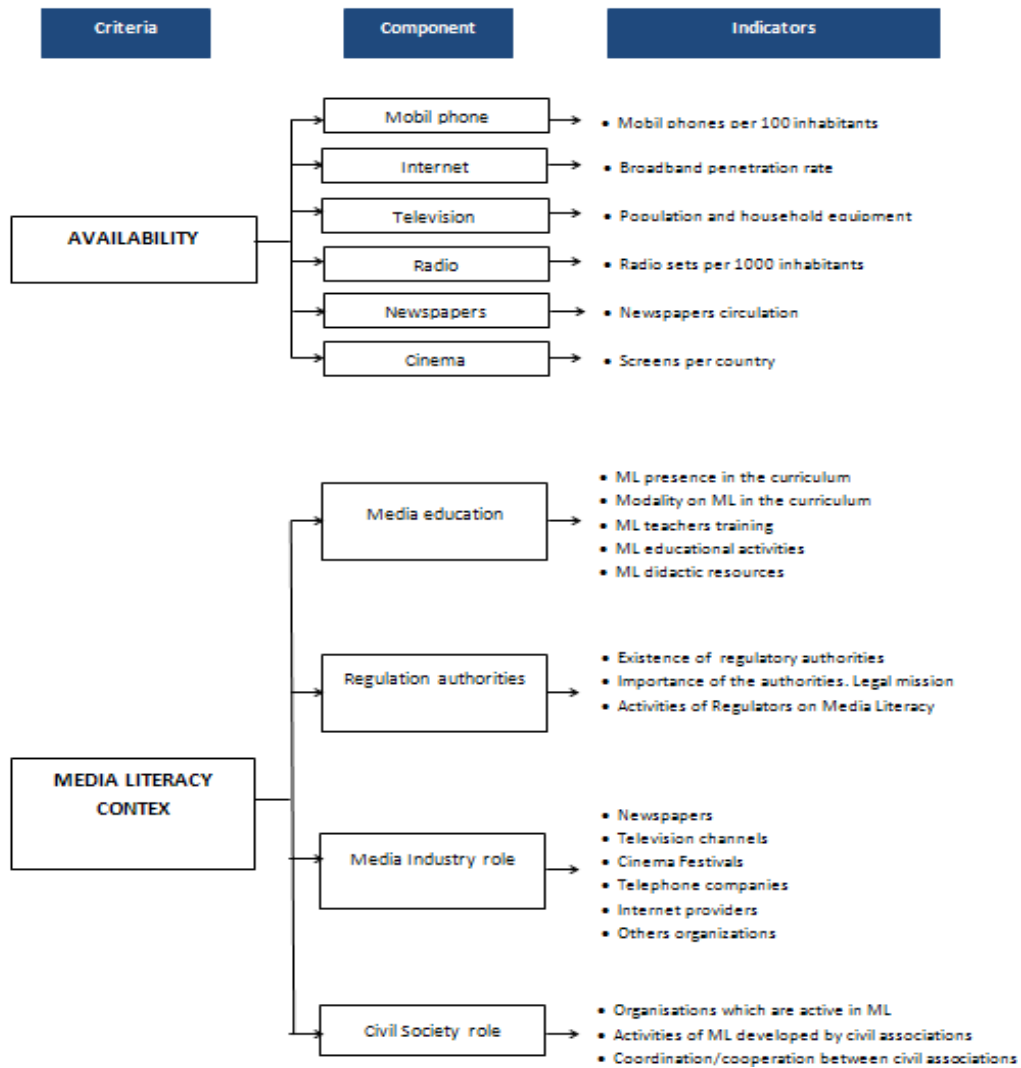 Criteria
Component
Indicators
AVAILABILITY
Mobil phone
• Mobil phones per 100 inhabitants
Internet
• Broadband penetration rate
Television
• Population and household equipment
Radio
• Radio sets per 1000 inhabitants
Newspapers
• Newspapers circulation
Cinema
• Screens per country
MEDIA LITERACY
CONTEX
Media education
• ML presence in the curriculum
• Modality on ML in the curriculum
• ML teachers training
• ML educational activities
• ML didactic resources
Regulation authorities
• Existence of regulatory authorities
• Importance of the authorities. Legal mission
• Activities of Regulators on Media Literacy
Media Industry role
• Newspapers
• Television channels
• Cinema Festivals
• Telephone companies
• Internet providers
• Others organizations
Civil Society role
• Organisations which are active in ML
• Activities of ML developed by civil associations
• Coordination/cooperation between civil associations